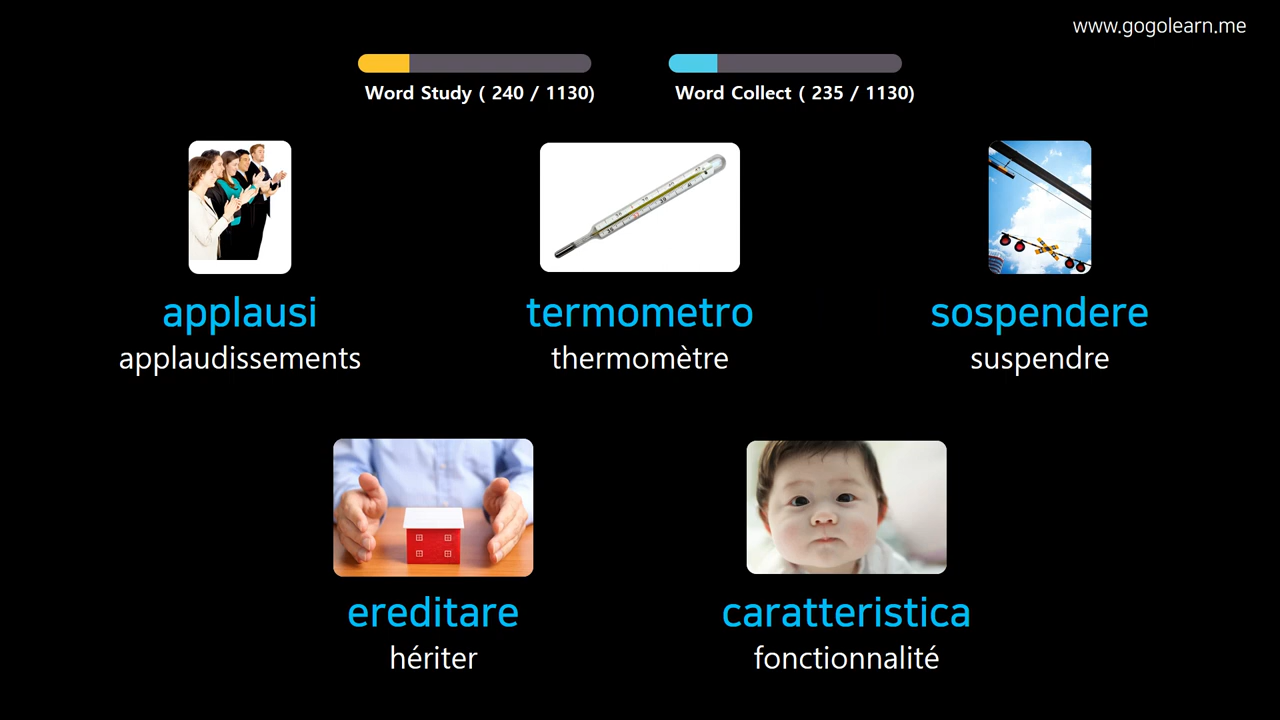 www.gogolearn.me
Word Study ( 240 / 1130)
Word Collect ( 235 / 1130)
applausi
applaudissements
termometro
thermomètre
sospendere
suspendre
ereditare
hériter
caratteristica
fonctionnalité